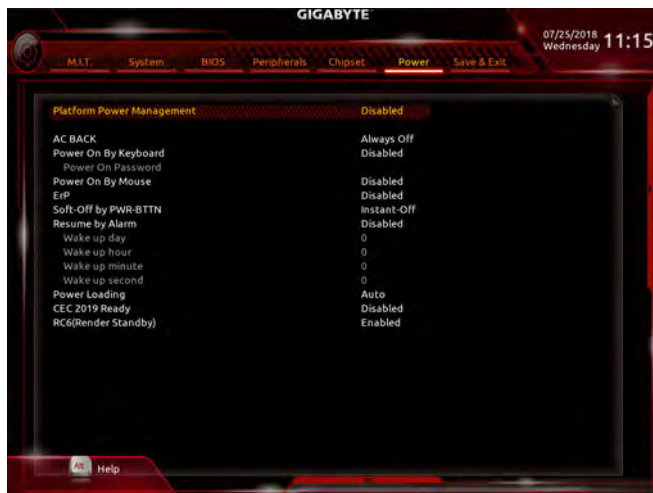 GIGABYTE
07/25/2018 Wednesday 11:15
M.I.T. System BIOS Peripherals Chipset Power Save & Exit
Platform Power Management Disabled
AC BACK Always Off
Power On By Keyboard Disabled
Power On Password
Power On By Mouse Disabled
ErP Disabled
Soft-Off by PWR-BTTN Instant-Off
Resume by Alarm Disabled
Wake up day 0
Wake up hour 0
Wake up minute 0
Wake up second 0
Power Loading Auto
CEC 2019 Ready Disabled
RC6(Render Standby) Enabled
Alt Help